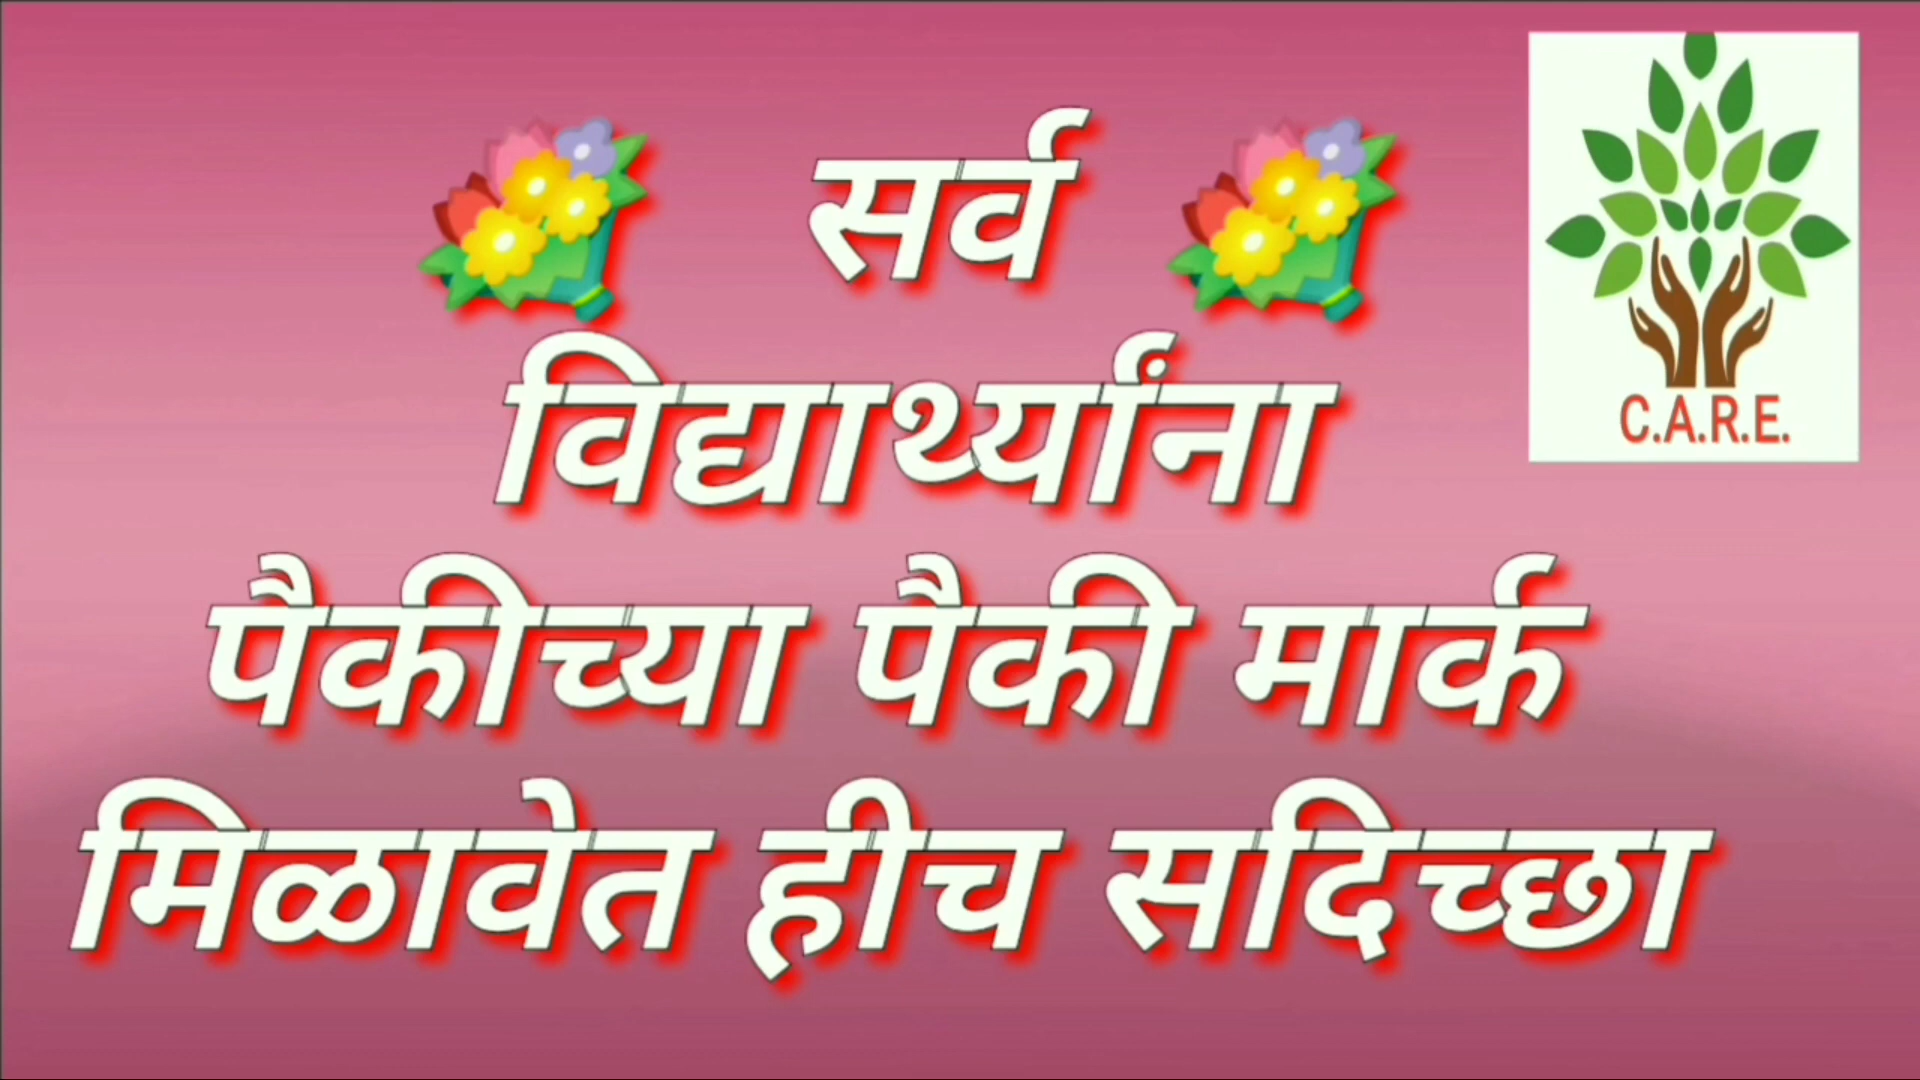 सर्व
विद्यार्थ्यांना
पैकीच्या पैकी मार्क
मिळावेत हीच सदिच्छा
C.A.R.E.